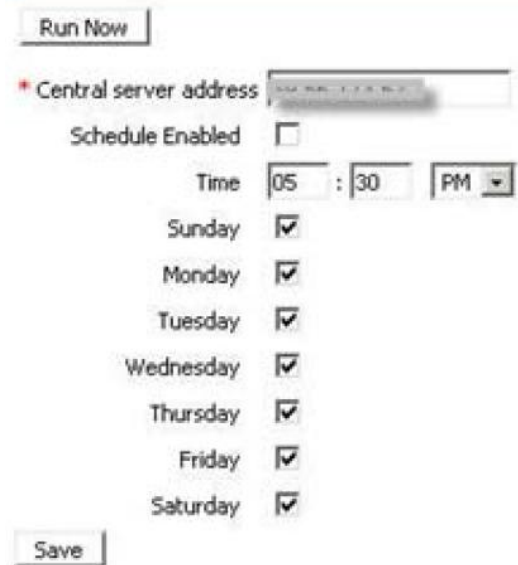 Run Now
* Central server address
Schedule Enabled
Time 05 : 30 PM
Sunday
Monday
Tuesday
Wednesday
Thursday
Friday
Saturday
Save